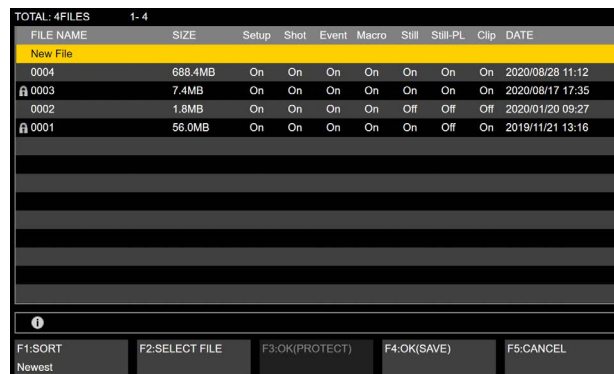 TOTAL: 4FILES 1- 4
FILE NAME SIZE Setup Shot Event Macro Still Still-PL Clip DATE
New File
0004 688.4MB On On On On On On On 2020/08/28 11:12
0003 7.4MB On On On On On On On 2020/08/17 17:35
0002 1.8MB On On On On Off Off Off 2020/01/20 09:27
0001 56.0MB On On On On On Off On 2019/11/21 13:16
F1:SORT F2:SELECT FILE F3:OK(PROTECT) F4:OK(SAVE) F5:CANCEL
Newest